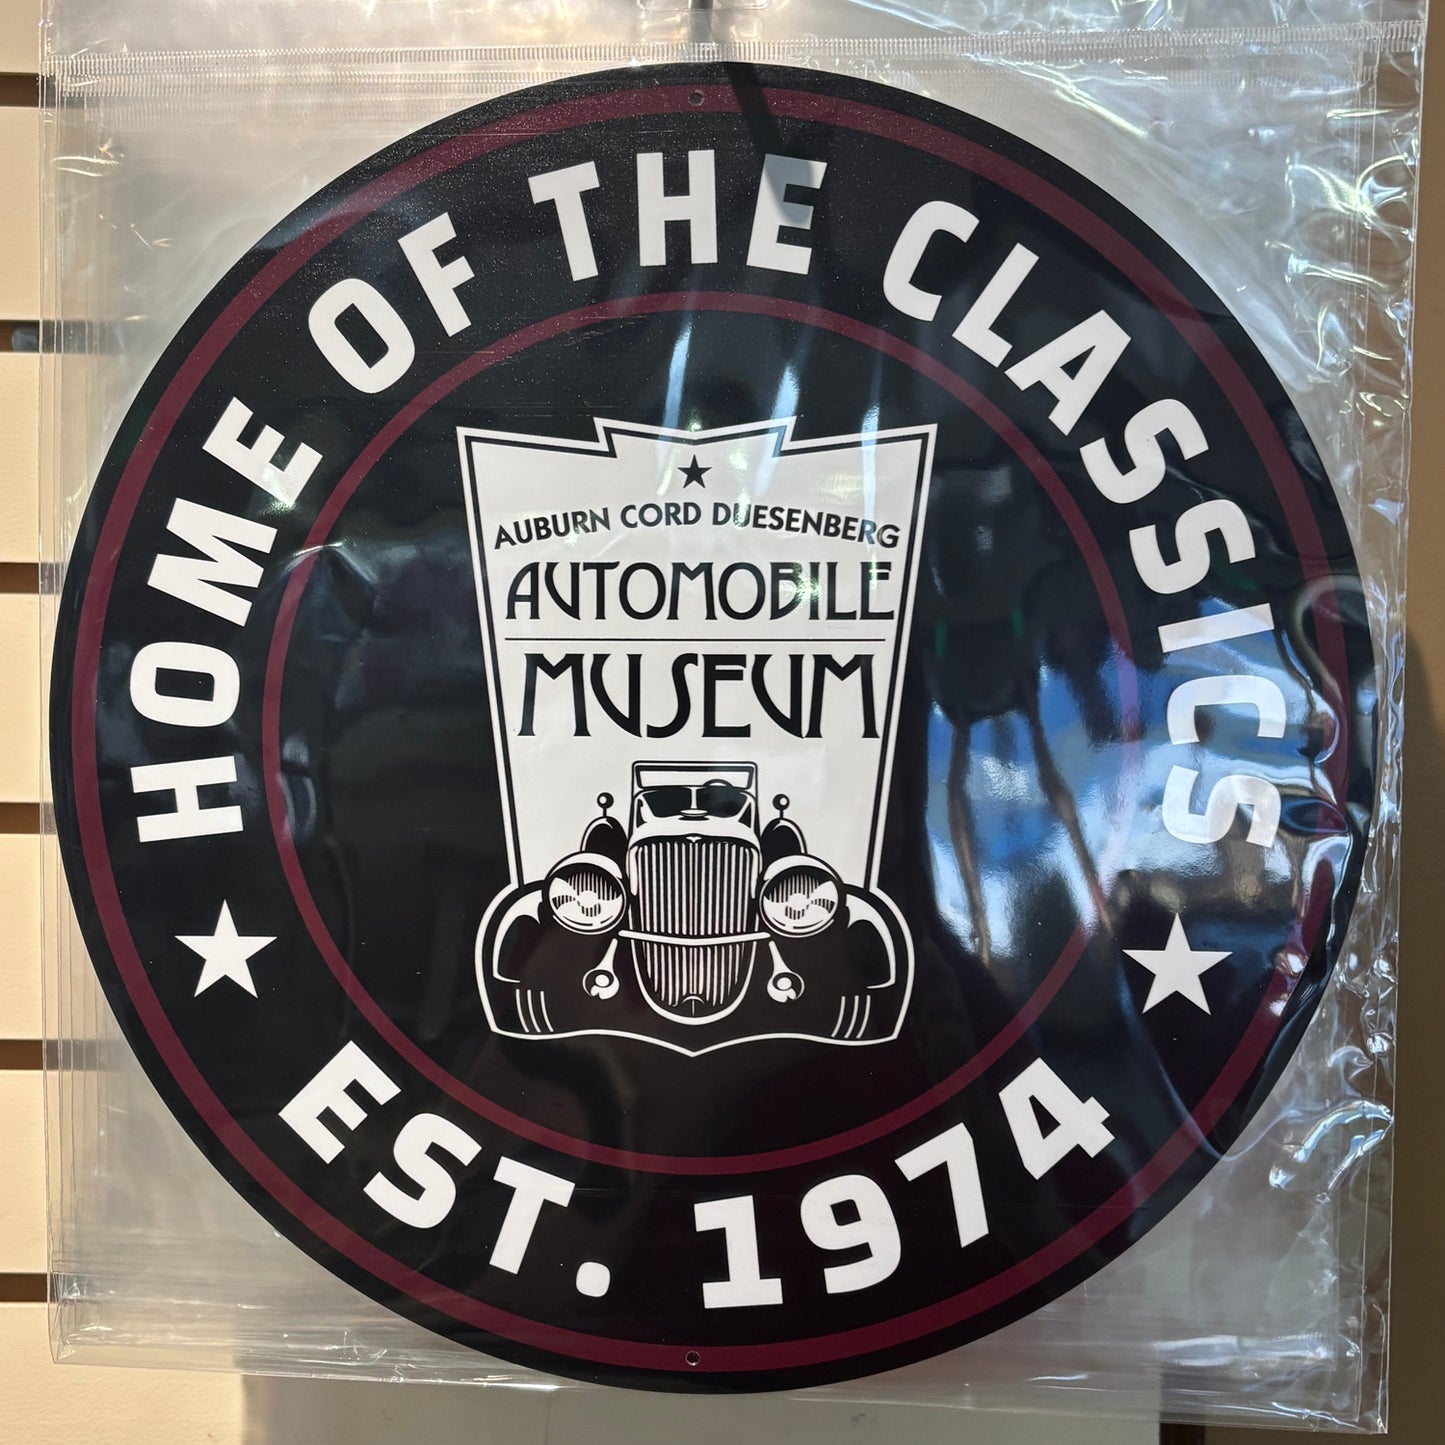 HOME OF THE CLASSICS
AUBURN CORD DUESENBERG
AUTOMOBILE
MUSEUM
EST. 1974